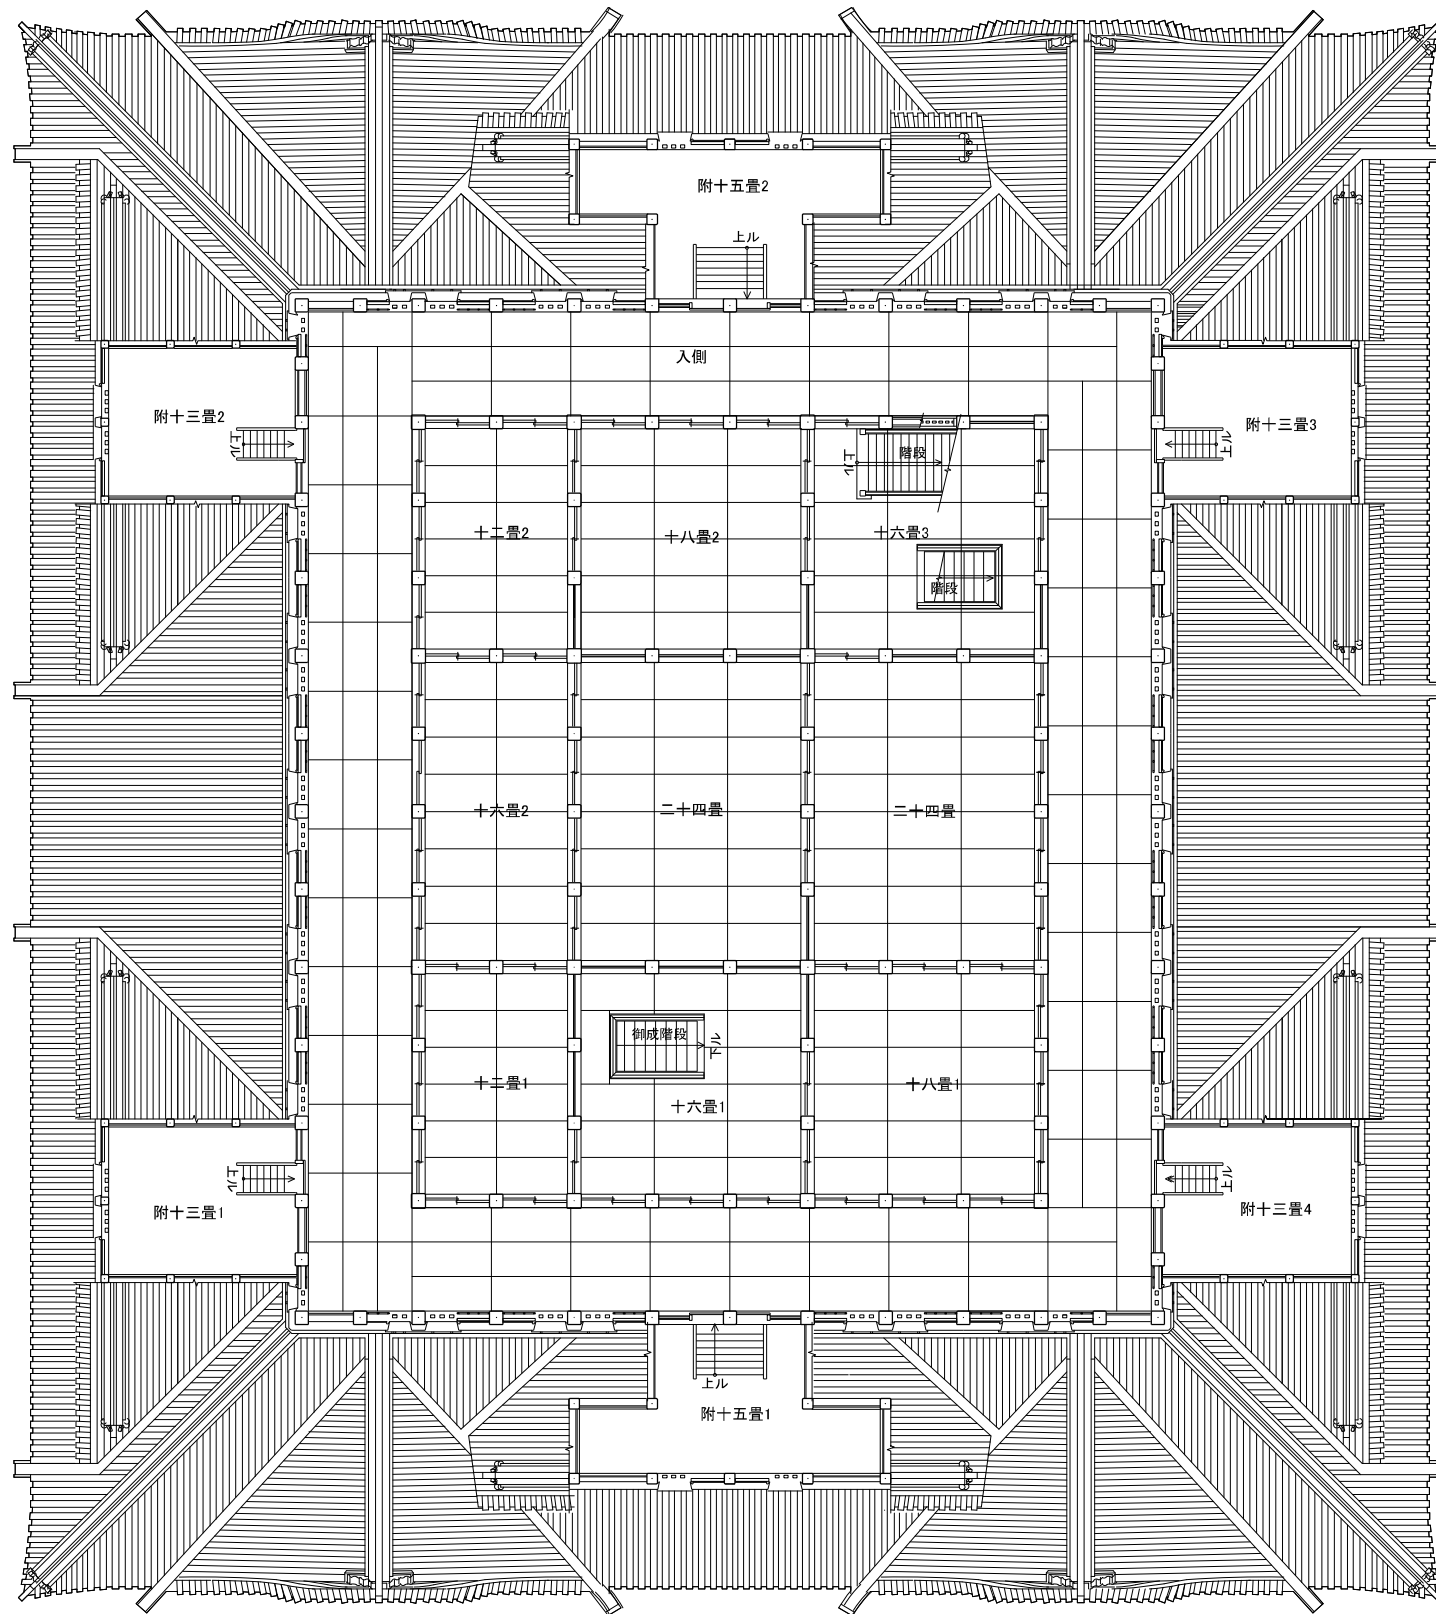 附十五畳2
上ル
入側
附十三畳2
上ル
附十三畳3
上ル
階段
上ル
十二畳2
十八畳2
十六畳3
階段
十六畳2
二十四畳
二十四畳
御成階段
下ル
十二畳1
十六畳1
十八畳1
上ル
附十三畳1
上ル
附十三畳4
上ル
附十五畳1